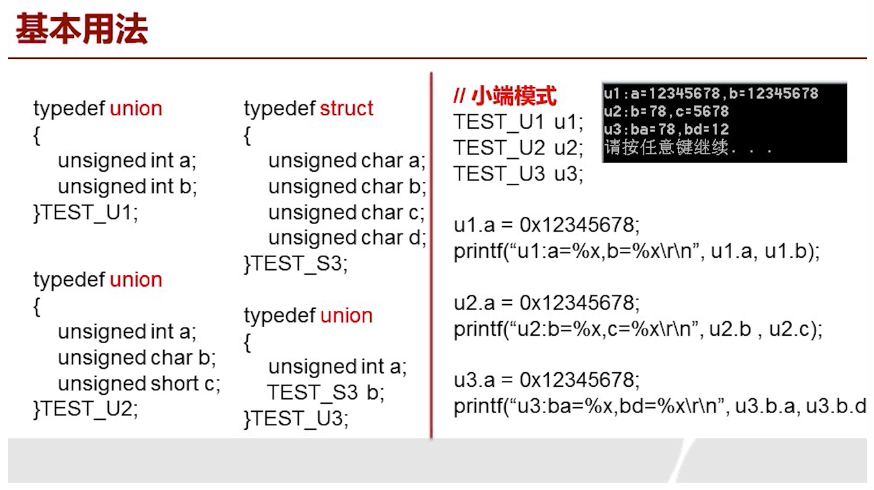 基本用法
typedef union
{
unsigned int a;
unsigned int b;
}TEST_U1;
typedef union
{
unsigned int a;
unsigned char b;
unsigned short c;
}TEST_U2;
typedef struct
{
unsigned char a;
unsigned char b;
unsigned char c;
unsigned char d;
}TEST_S3;
typedef union
{
unsigned int a;
TEST_S3 b;
}TEST_U3;
// 小端模式
TEST_U1 u1;
TEST_U2 u2;
TEST_U3 u3;
u1:a=12345678,b=12345678
u2:b=78,c=5678
u3:ba=78,bd=12
请按任意键继续. . .
u1.a = 0x12345678;
printf(“u1:a=%x,b=%x\r\n”, u1.a, u1.b);
u2.a = 0x12345678;
printf(“u2:b=%x,c=%x\r\n”, u2.b , u2.c);
u3.a = 0x12345678;
printf(“u3:ba=%x,bd=%x\r\n”, u3.b.a, u3.b.d